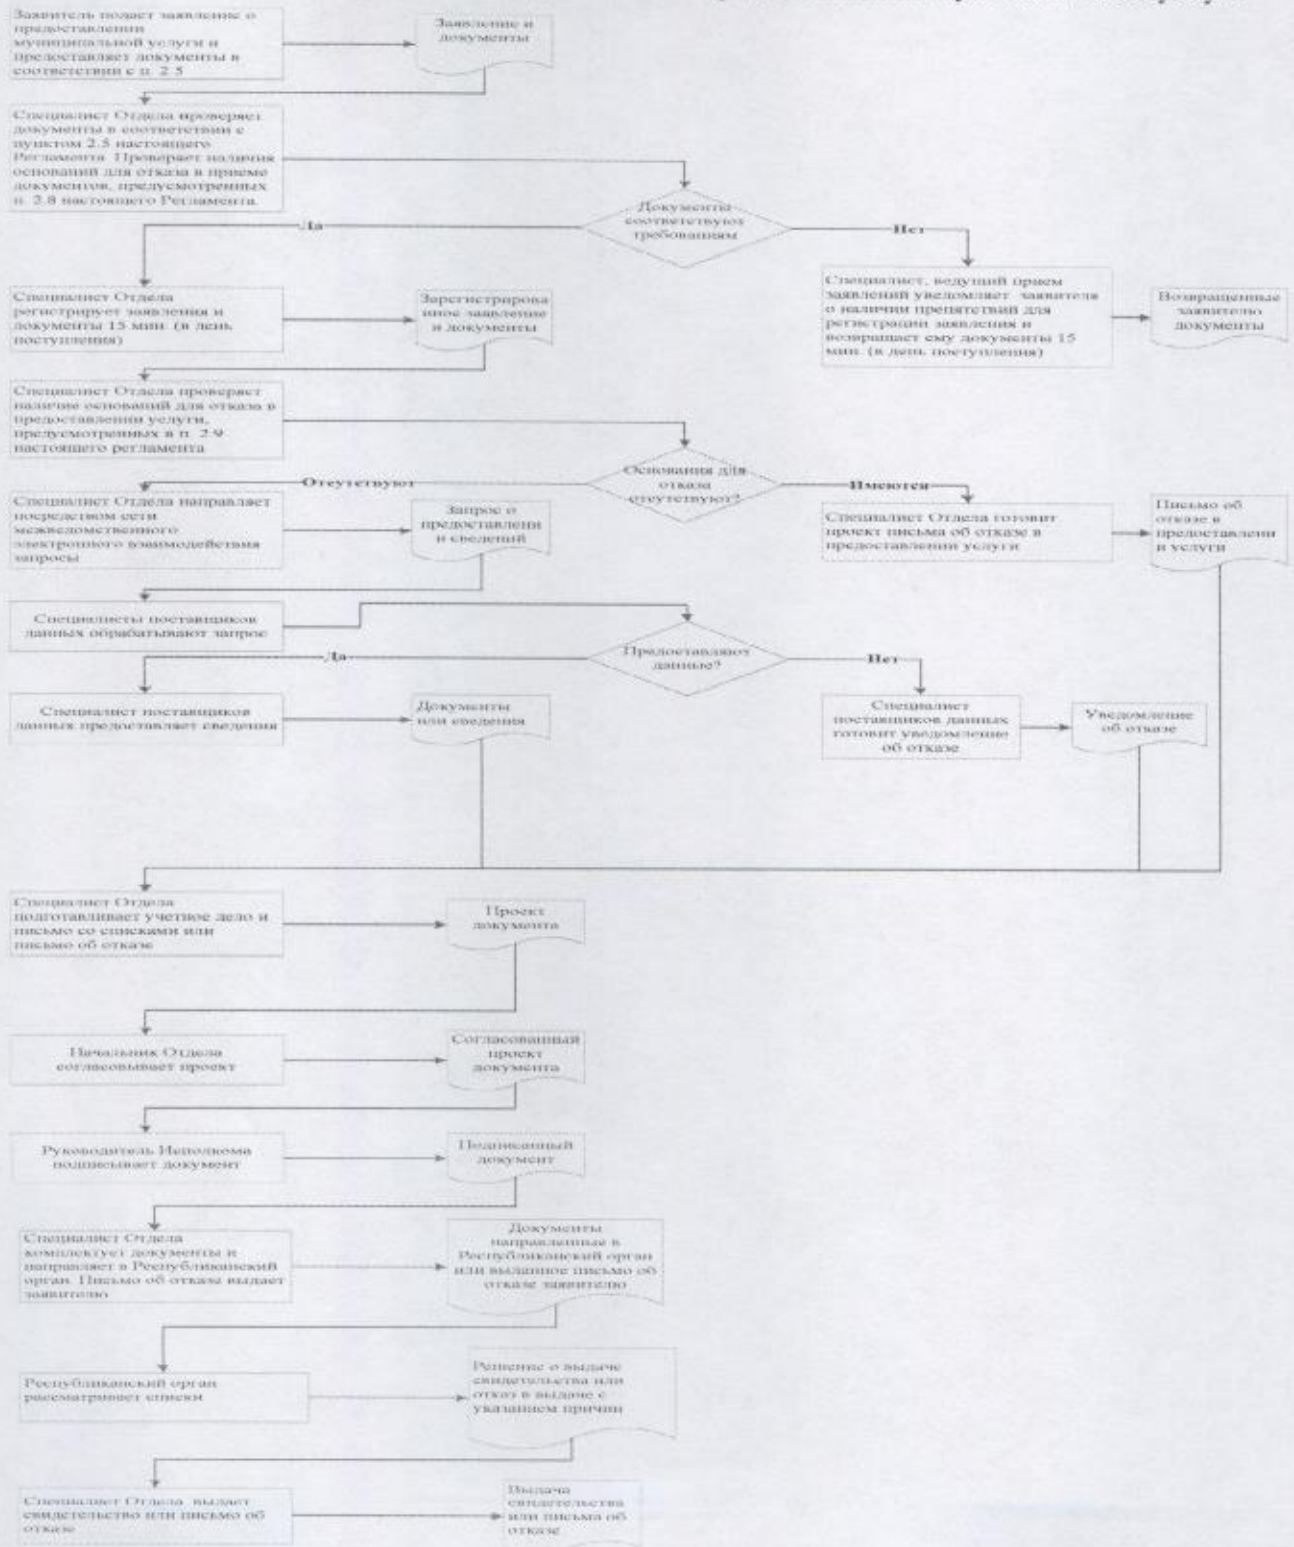 Заявитель подает заявление о
предоставлении
муниципальной услуги и
предоставляет документы в
соответствии с п. 2.5
Заявление и
документы
Специалист Отдела проверяет
документы в соответствии с
пунктом 2.5 настоящего
Регламента. Проверяет наличия
оснований для отказа в приеме
документов, предусмотренных
п. 2.8 настоящего Регламента.
Документы
соответствуют
требованиям
Да
Нет
Специалист Отдела
регистрирует заявления и
документы 15 мин. (в день
поступления)
Зарегистрирова
нное заявление
и документы
Специалист, ведущий прием
заявлений уведомляет заявителя
о наличии препятствий для
регистрации заявления и
возвращает ему документы 15
мин. (в день поступления)
Возвращенные
заявителю
документы
Специалист Отдела проверяет
наличие оснований для отказа в
предоставлении услуги,
предусмотренных в п. 2.9
настоящего регламента
Основания для
отказа
отсутствуют?
Отсутствуют
Имеются
Специалист Отдела направляет
посредством сети
межведомственного
электронного взаимодействия
запросы
Запрос о
предоставлени
и сведений
Специалист Отдела готовит
проект письма об отказе в
предоставлении услуги
Письмо об
отказе в
предоставлени
и услуги
Специалисты поставщиков
данных обрабатывают запрос
Предоставляют
данные?
Да
Нет
Специалист поставщиков
данных предоставляет сведения
Документы
или сведения
Специалист
поставщиков данных
готовит уведомление
об отказе
Уведомление
об отказе
Специалист Отдела
подготавливает учетное дело и
письмо со списками или
письмо об отказе
Проект
документа
Начальник Отдела
согласовывает проект
Согласованный
проект
документа
Руководитель Исполкома
подписывает документ
Подписанный
документ
Специалист Отдела
комплектует документы и
направляет в Республиканский
орган. Письмо об отказе выдает
заявителю
Документы
направленные в
Республиканский орган
или выданное письмо об
отказе заявителю
Республиканский орган
рассматривает списки
Решение о выдаче
свидетельства или
отказ в выдаче с
указанием причин
Специалист Отдела выдает
свидетельство или письмо об
отказе
Выдача
свидетельства
или письма об
отказе